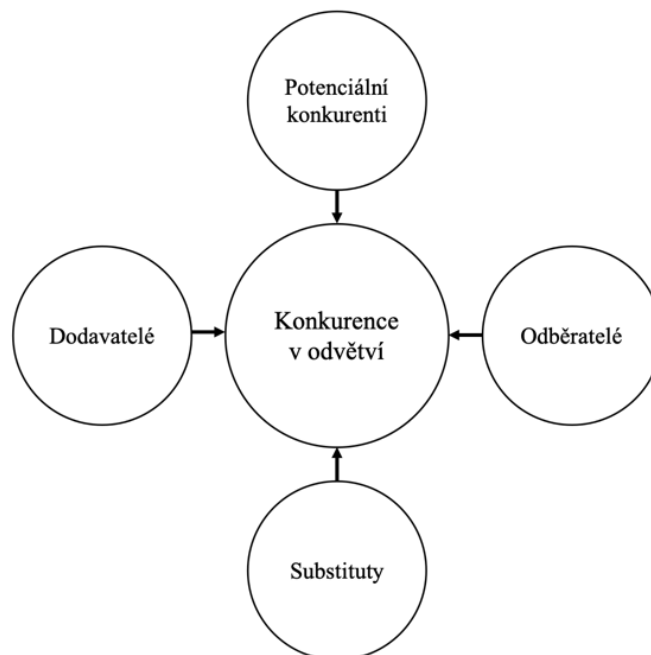 Potenciální
konkurenti
Dodavatelé
Konkurence
v odvětví
Odběratelé
Substituty